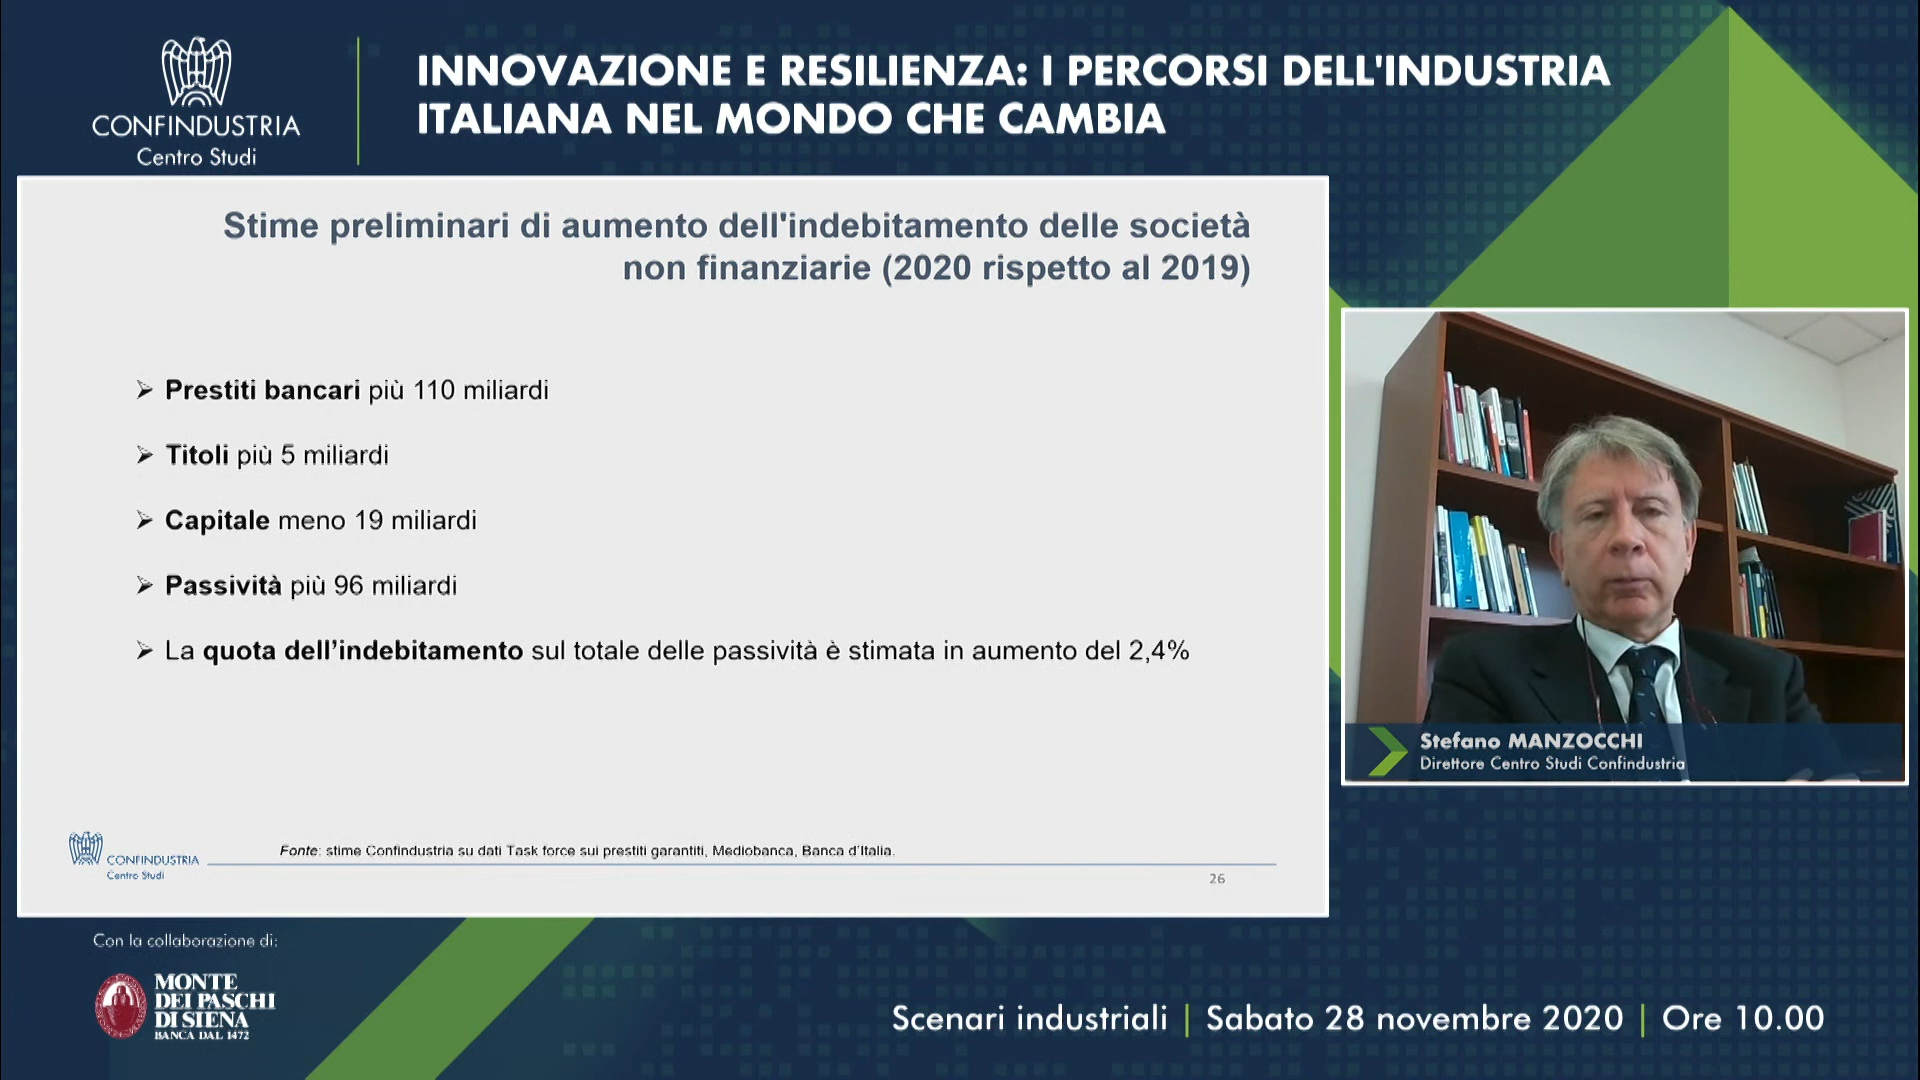 CONFINDUSTRIA
Centro Studi
INNOVAZIONE E RESILIENZA: I PERCORSI DELL'INDUSTRIA
ITALIANA NEL MONDO CHE CAMBIA
Stime preliminari di aumento dell'indebitamento delle società
non finanziarie (2020 rispetto al 2019)
➢ Prestiti bancari più 110 miliardi
➢ Titoli più 5 miliardi
➢ Capitale meno 19 miliardi
➢ Passività più 96 miliardi
➢ La quota dell’indebitamento sul totale delle passività è stimata in aumento del 2,4%
Fonte: stime Confindustria su dati Task force sui prestiti garantiti, Mediobanca, Banca d’Italia.
CONFINDUSTRIA
Centro Studi
26
Stefano MANZOCCHI
Direttore Centro Studi Confindustria
Con la collaborazione di:
MONTE
DEI PASCHI
DI SIENA
BANCA DAL 1472
Scenari industriali | Sabato 28 novembre 2020 | Ore 10.00